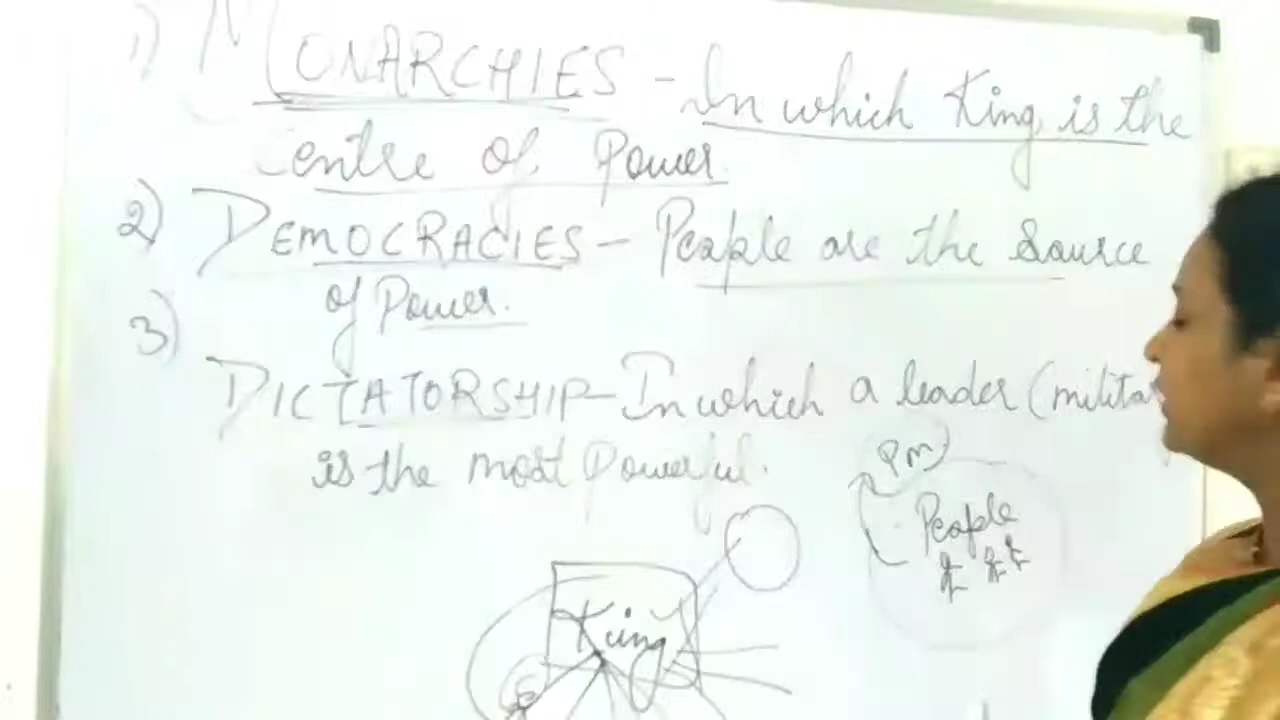 1) MONARCHIES - In which King is the
Centre of Power
2) DEMOCRACIES - People are the Source
of Power.
3)
DICTATORSHIP - In which a leader (milita
is the most Powerful.
PM
People
King